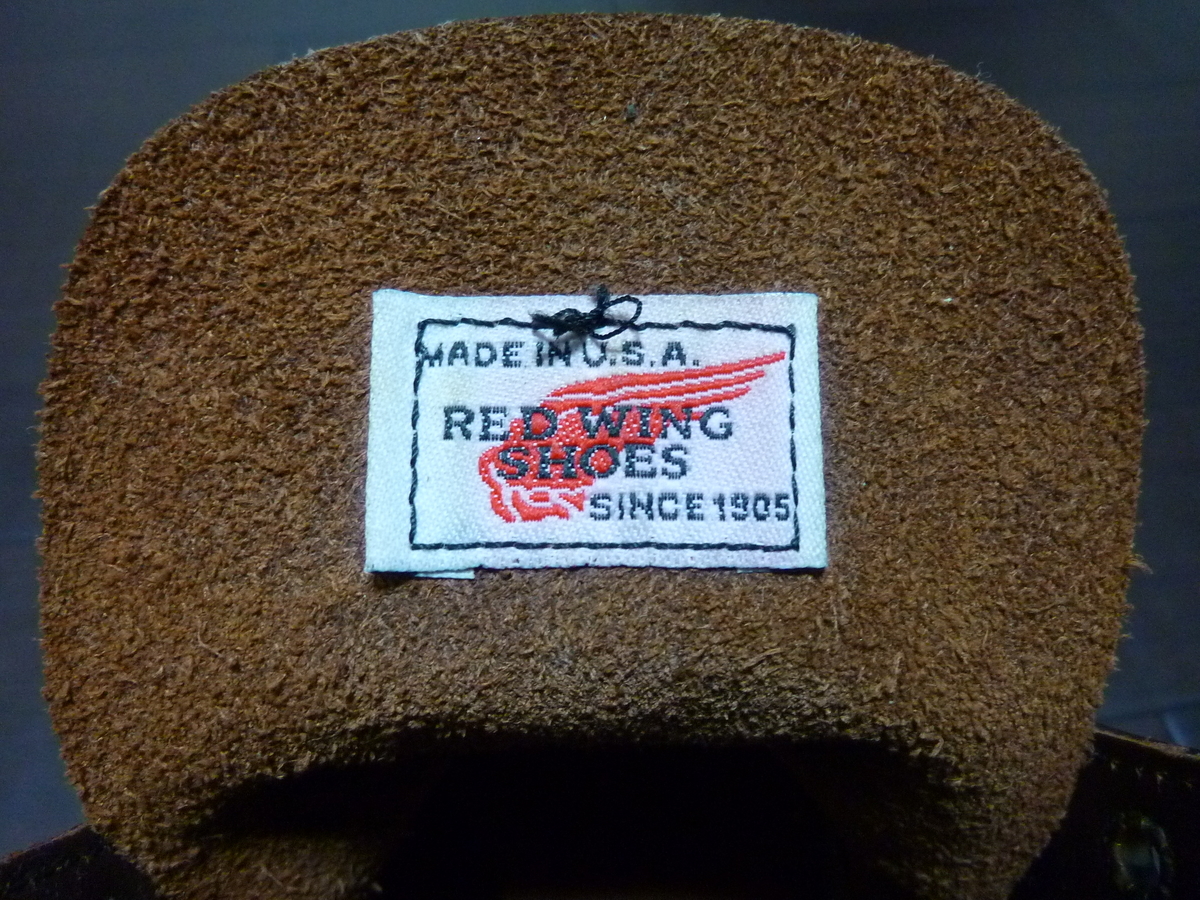 MADE IN U.S.A.
RED WING
SHOES
SINCE 1905